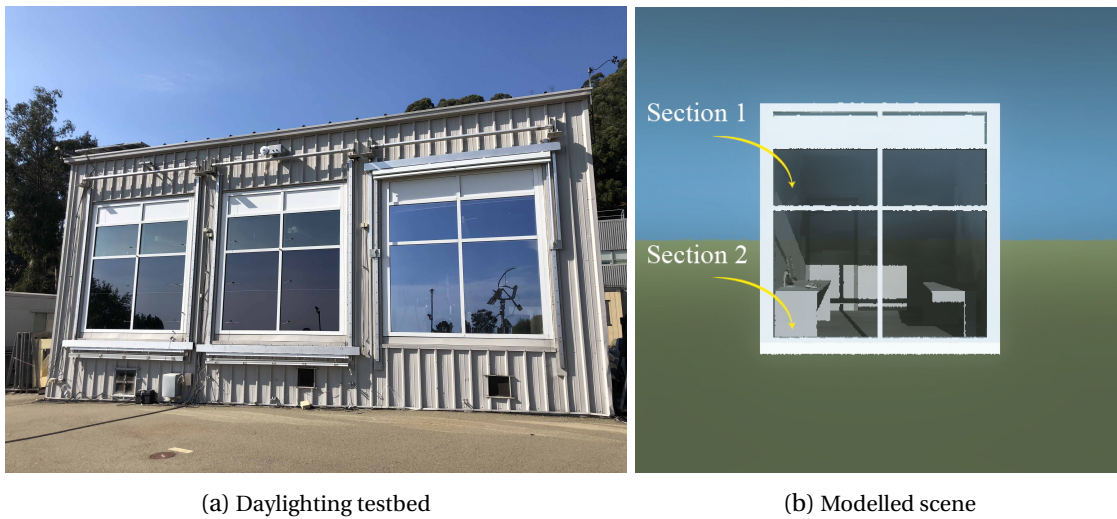 Section 1
Section 2
(a) Daylighting testbed
(b) Modelled scene